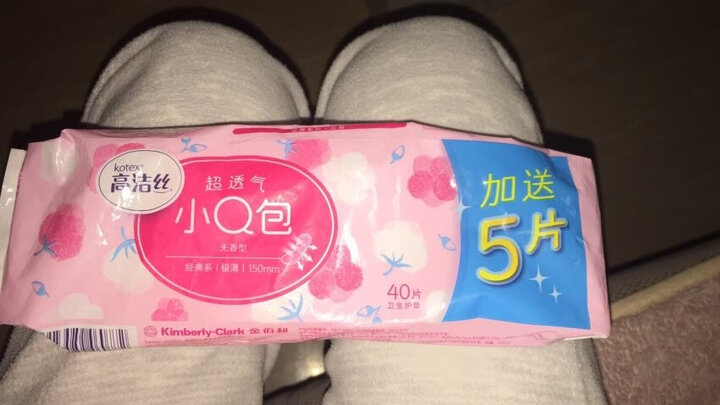 kotex
高洁丝
超透气
小Q包
无香型
经典系 | 极薄 | 150mm
加送
5片
40片
卫生护垫
Kimberly-Clark 金佰利